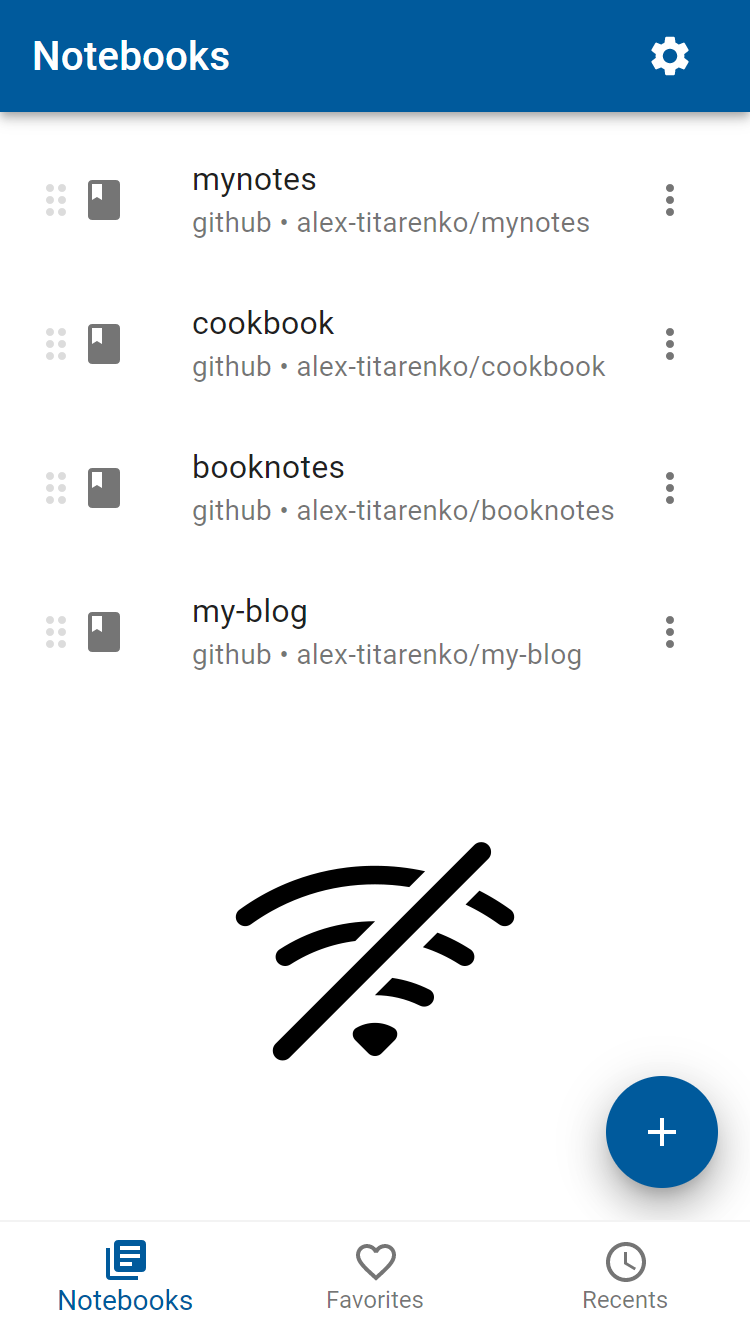 Notebooks
mynotes
github • alex-titarenko/mynotes
cookbook
github • alex-titarenko/cookbook
booknotes
github • alex-titarenko/booknotes
my-blog
github • alex-titarenko/my-blog
Notebooks
Favorites
Recents